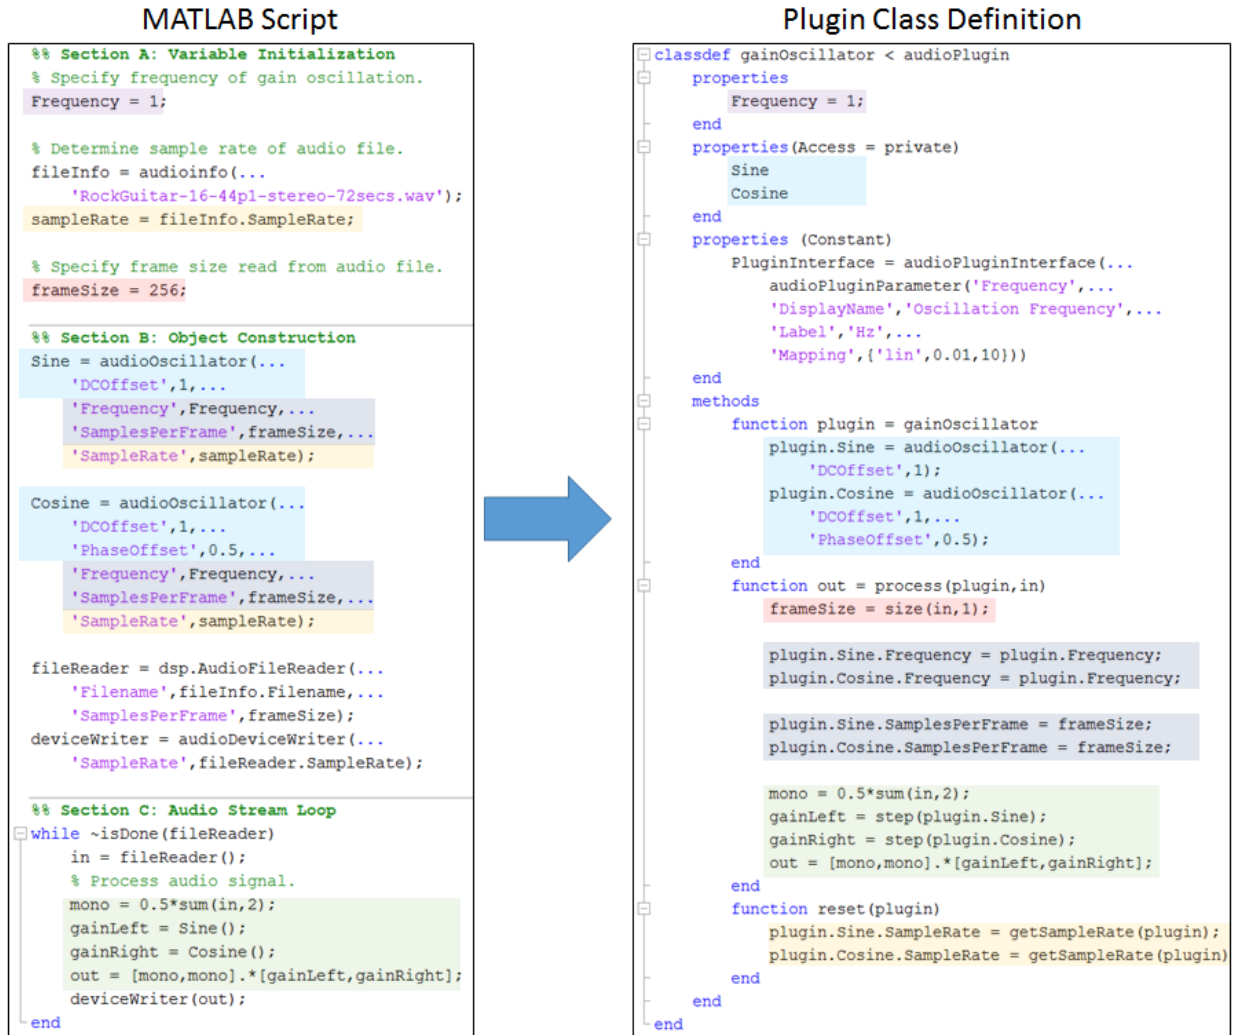 MATLAB Script
%% Section A: Variable Initialization
% Specify frequency of gain oscillation.
Frequency = 1;
% Determine sample rate of audio file.
fileInfo = audioinfo(...
'RockGuitar-16-44p1-stereo-72secs.wav');
sampleRate = fileInfo.SampleRate;
% Specify frame size read from audio file.
frameSize = 256;
%% Section B: Object Construction
Sine = audioOscillator(...
'DCOffset',1,...
'Frequency',Frequency,...
'SamplesPerFrame',frameSize,...
'SampleRate',sampleRate);
Cosine = audioOscillator(...
'DCOffset',1,...
'PhaseOffset',0.5,...
'Frequency',Frequency,...
'SamplesPerFrame',frameSize,...
'SampleRate',sampleRate);
fileReader = dsp.AudioFileReader(...
'Filename',fileInfo.Filename,...
'SamplesPerFrame',frameSize);
deviceWriter = audioDeviceWriter(...
'SampleRate',fileReader.SampleRate);
%% Section C: Audio Stream Loop
while ~isDone(fileReader)
in = fileReader();
% Process audio signal.
mono = 0.5*sum(in,2);
gainLeft = Sine();
gainRight = Cosine();
out = [mono,mono].*[gainLeft,gainRight];
deviceWriter(out);
end
Plugin Class Definition
classdef gainOscillator < audioPlugin
properties
Frequency = 1;
end
properties(Access = private)
Sine
Cosine
end
properties (Constant)
PluginInterface = audioPluginInterface(...
audioPluginParameter('Frequency',...
'DisplayName','Oscillation Frequency',...
'Label','Hz',...
'Mapping',{'lin',0.01,10}))
end
methods
function plugin = gainOscillator
plugin.Sine = audioOscillator(...
'DCOffset',1);
plugin.Cosine = audioOscillator(...
'DCOffset',1,...
'PhaseOffset',0.5);
end
function out = process(plugin,in)
frameSize = size(in,1);
plugin.Sine.Frequency = plugin.Frequency;
plugin.Cosine.Frequency = plugin.Frequency;
plugin.Sine.SamplesPerFrame = frameSize;
plugin.Cosine.SamplesPerFrame = frameSize;
mono = 0.5*sum(in,2);
gainLeft = step(plugin.Sine);
gainRight = step(plugin.Cosine);
out = [mono,mono].*[gainLeft,gainRight];
end
function reset(plugin)
plugin.Sine.SampleRate = getSampleRate(plugin);
plugin.Cosine.SampleRate = getSampleRate(plugin)
end
end
end